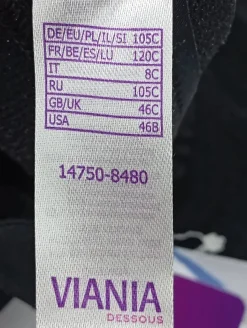 DE/EU/PL/IL/SI 105C
FR/BE/ES/LU 120C
IT 8C
RU 105C
GB/UK 46C
USA 46B
14750-8480
VIANIA
DESSOUS